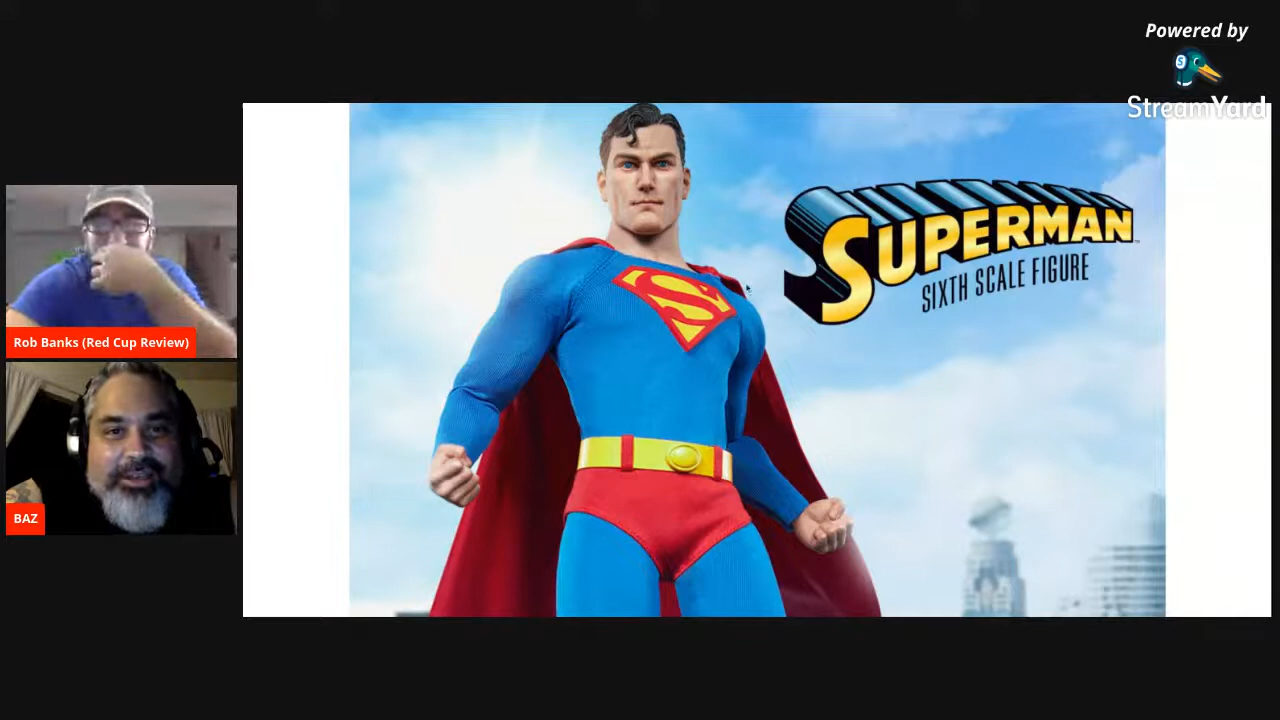 Powered by
StreamYard
SUPERMAN
SIXTH SCALE FIGURE
Rob Banks (Red Cup Review)
BAZ